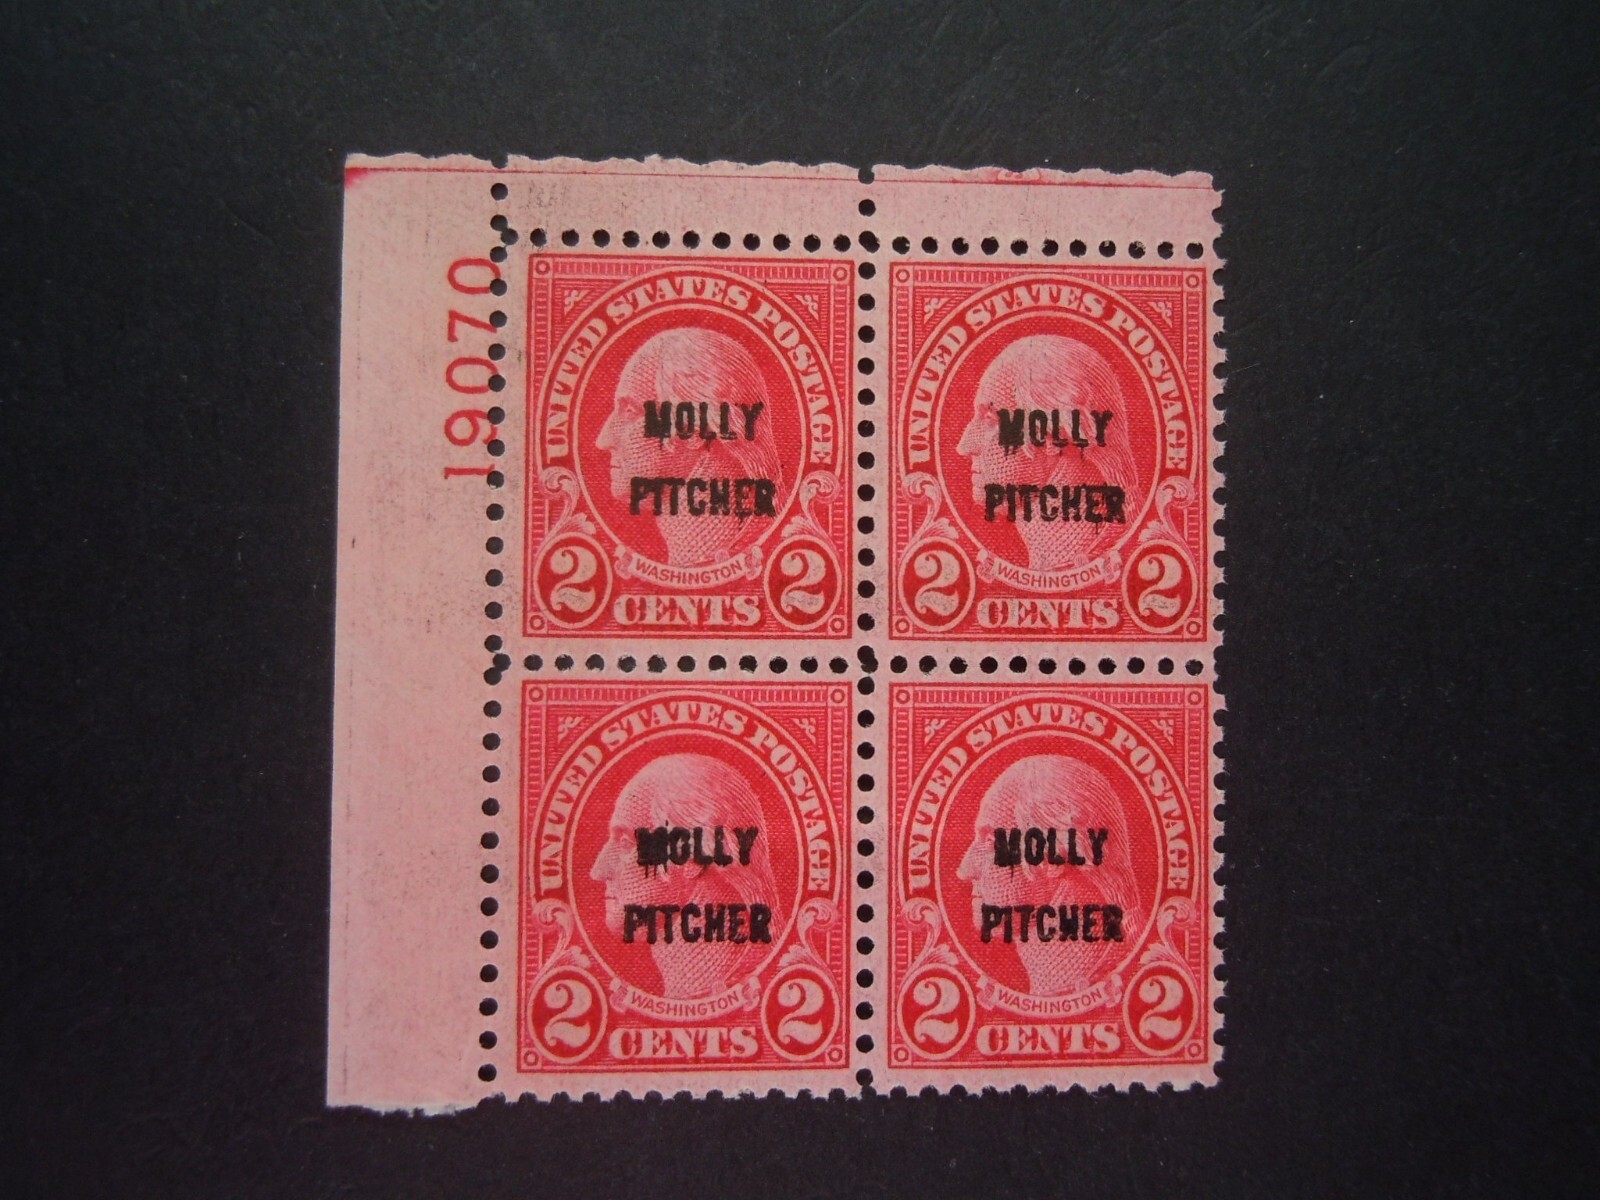 19070
UNITED STATES POSTAGE
MOLLY
PITCHER
WASHINGTON
2 CENTS 2
UNITED STATES POSTAGE
MOLLY
PITCHER
WASHINGTON
2 CENTS 2
UNITED STATES POSTAGE
MOLLY
PITCHER
WASHINGTON
2 CENTS 2
UNITED STATES POSTAGE
MOLLY
PITCHER
WASHINGTON
2 CENTS 2